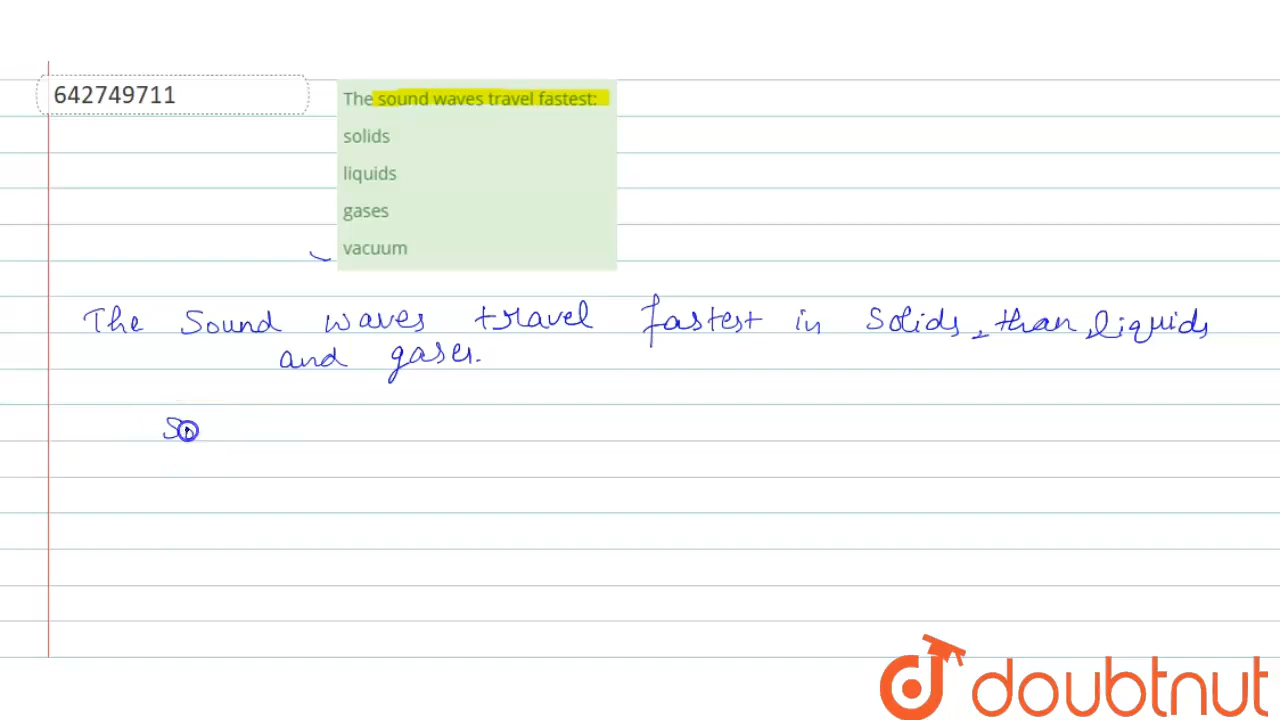 642749711
The sound waves travel fastest:
solids
liquids
gases
vacuum
The Sound waves travel fastest in Solids, than, liquids
and gases.
So
doubtnut